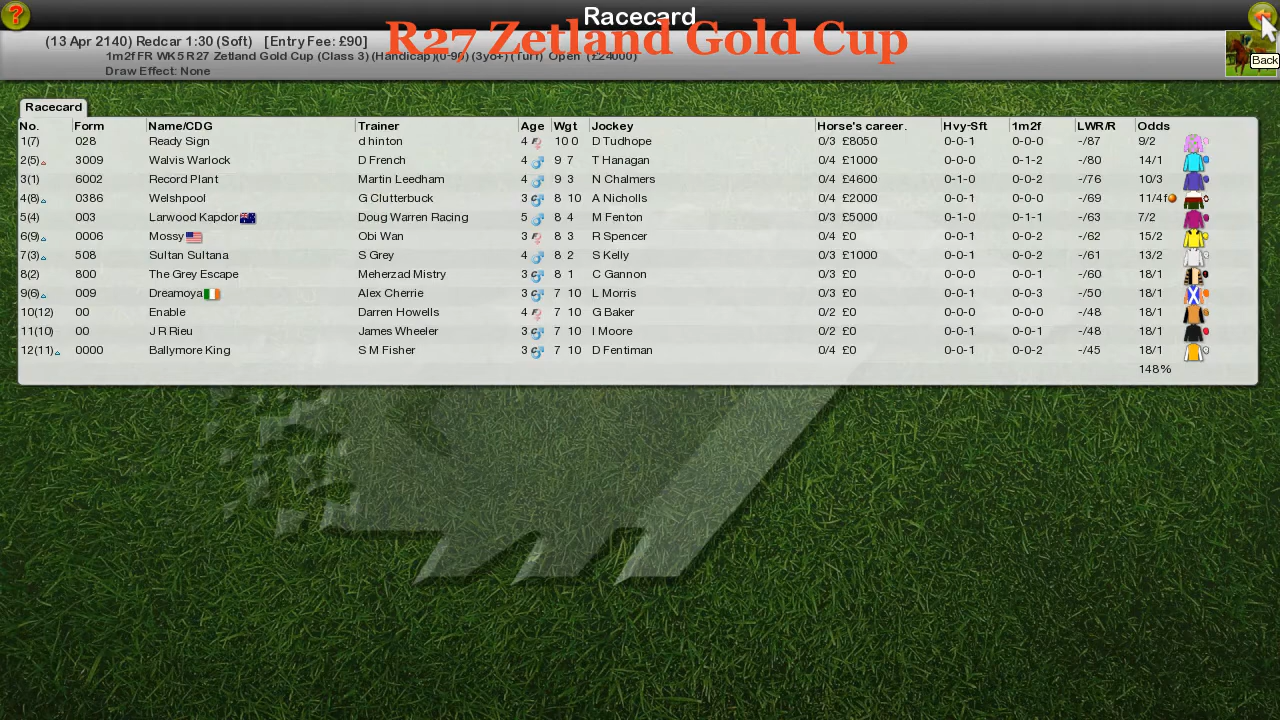 Racecard
R27 Zetland Gold Cup
(13 Apr 2140) Redcar 1:30 (Soft) [Entry Fee: £90]
1m2f FR WK5 R27 Zetland Gold Cup (Class 3) (Handicap)(0-90) (3yo+) (Turf) Open (£24000)
Draw Effect: None
Back
Racecard
No. Form Name/CDG Trainer Age Wgt Jockey Horse's career. Hvy-Sft 1m2f LWR/R Odds
1(7) 028 Ready Sign d hinton 4 10 0 D Tudhope 0/3 £8050 0-0-1 0-0-0 -/87 9/2
2(5) 3009 Walvis Warlock D French 4 9 7 T Hanagan 0/4 £1000 0-0-0 0-1-2 -/80 14/1
3(1) 6002 Record Plant Martin Leedham 4 9 3 N Chalmers 0/4 £4600 0-1-0 0-0-2 -/76 10/3
4(8) 0386 Welshpool G Clutterbuck 3 8 10 A Nicholls 0/4 £2000 0-0-1 0-0-0 -/69 11/4f
5(4) 003 Larwood Kapdor Doug Warren Racing 5 8 4 M Fenton 0/3 £5000 0-1-0 0-1-1 -/63 7/2
6(9) 0006 Mossy Obi Wan 3 8 3 R Spencer 0/4 £0 0-0-1 0-0-2 -/62 15/2
7(3) 508 Sultan Sultana S Grey 4 8 2 S Kelly 0/3 £1000 0-0-1 0-0-2 -/61 13/2
8(2) 800 The Grey Escape Meherzad Mistry 3 8 1 C Gannon 0/3 £0 0-0-0 0-0-1 -/60 18/1
9(6) 009 Dreamoya Alex Cherrie 3 7 10 L Morris 0/3 £0 0-0-1 0-0-3 -/50 18/1
10(12) 00 Enable Darren Howells 4 7 10 G Baker 0/2 £0 0-0-0 0-0-0 -/48 18/1
11(10) 00 J R Rieu James Wheeler 3 7 10 I Moore 0/2 £0 0-0-1 0-0-1 -/48 18/1
12(11) 0000 Ballymore King S M Fisher 3 7 10 D Fentiman 0/4 £0 0-0-1 0-0-2 -/45 18/1
148%